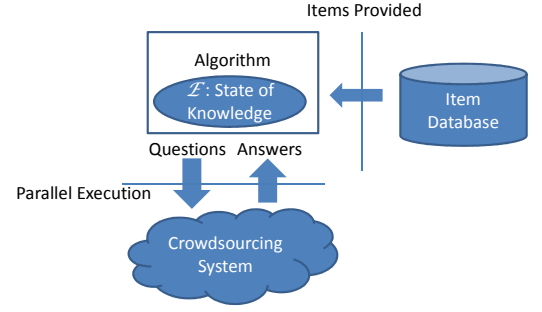 Items Provided
Algorithm
ℐ : State of
Knowledge
Item
Database
Questions Answers
Parallel Execution
Crowdsourcing
System